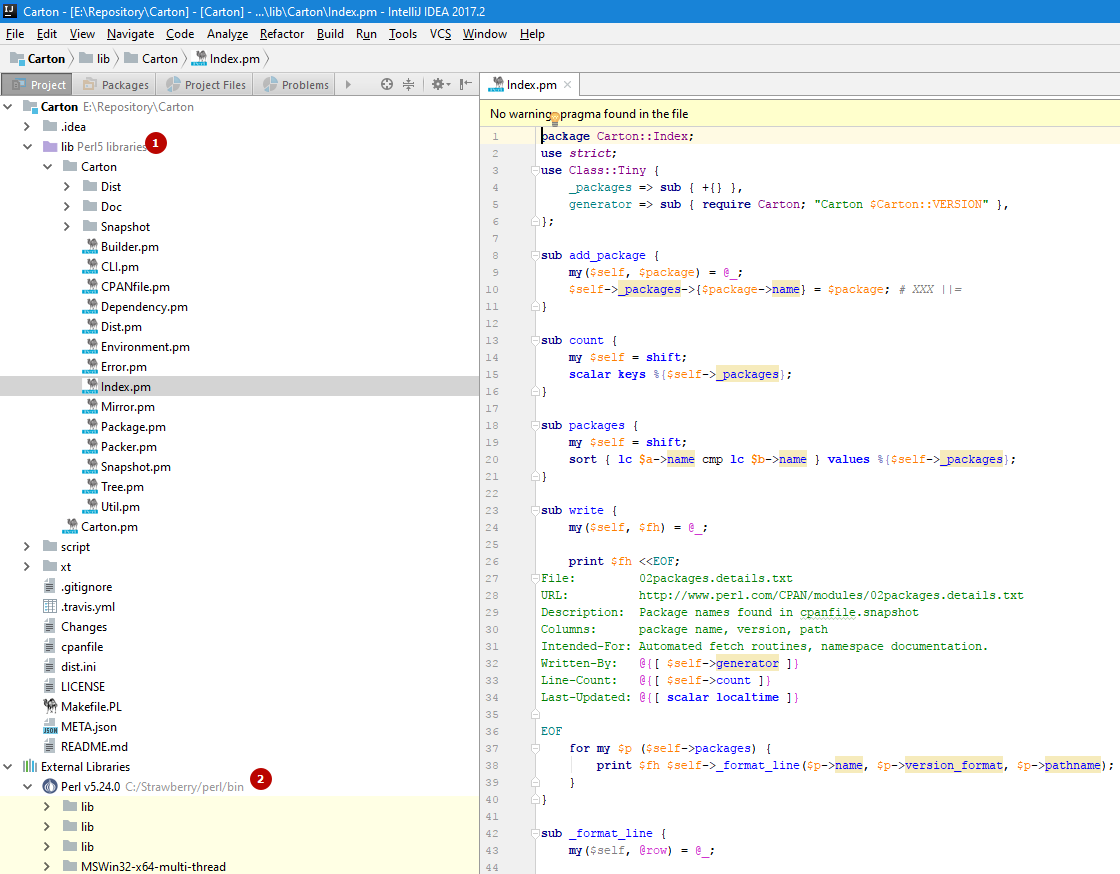 Carton - [E:\Repository\Carton] - [Carton] - ...\lib\Carton\Index.pm - IntelliJ IDEA 2017.2
File Edit View Navigate Code Analyze Refactor Build Run Tools VCS Window Help
Carton lib Carton Index.pm
Project Packages Project Files Problems
Carton E:\Repository\Carton
.idea
lib Perl5 libraries 1
Carton
Dist
Doc
Snapshot
Builder.pm
CLI.pm
CPANfile.pm
Dependency.pm
Dist.pm
Environment.pm
Error.pm
Index.pm
Mirror.pm
Package.pm
Packer.pm
Snapshot.pm
Tree.pm
Util.pm
Carton.pm
script
xt
.gitignore
.travis.yml
Changes
cpanfile
dist.ini
LICENSE
Makefile.PL
META.json
README.md
External Libraries
Perl v5.24.0 C:/Strawberry/perl/bin 2
lib
lib
lib
MSWin32-x64-multi-thread
Index.pm
No warning pragma found in the file
1 package Carton::Index;
2 use strict;
3 use Class::Tiny {
4 _packages => sub { +{} },
5 generator => sub { require Carton; "Carton $Carton::VERSION" },
6 };
7
8 sub add_package {
9 my($self, $package) = @_;
10 $self->_packages->{$package->name} = $package; # XXX ||=
11 }
12
13 sub count {
14 my $self = shift;
15 scalar keys %{$self->_packages};
16 }
17
18 sub packages {
19 my $self = shift;
20 sort { lc $a->name cmp lc $b->name } values %{$self->_packages};
21 }
22
23 sub write {
24 my($self, $fh) = @_;
25
26 print $fh <<EOF;
27 File: 02packages.details.txt
28 URL: http://www.perl.com/CPAN/modules/02packages.details.txt
29 Description: Package names found in cpanfile.snapshot
30 Columns: package name, version, path
31 Intended-For: Automated fetch routines, namespace documentation.
32 Written-By: @{[ $self->generator ]}
33 Line-Count: @{[ $self->count ]}
34 Last-Updated: @{[ scalar localtime ]}
35
36 EOF
37 for my $p ($self->packages) {
38 print $fh $self->_format_line($p->name, $p->version_format, $p->pathname);
39 }
40 }
41
42 sub _format_line {
43 my($self, @row) = @_;
44